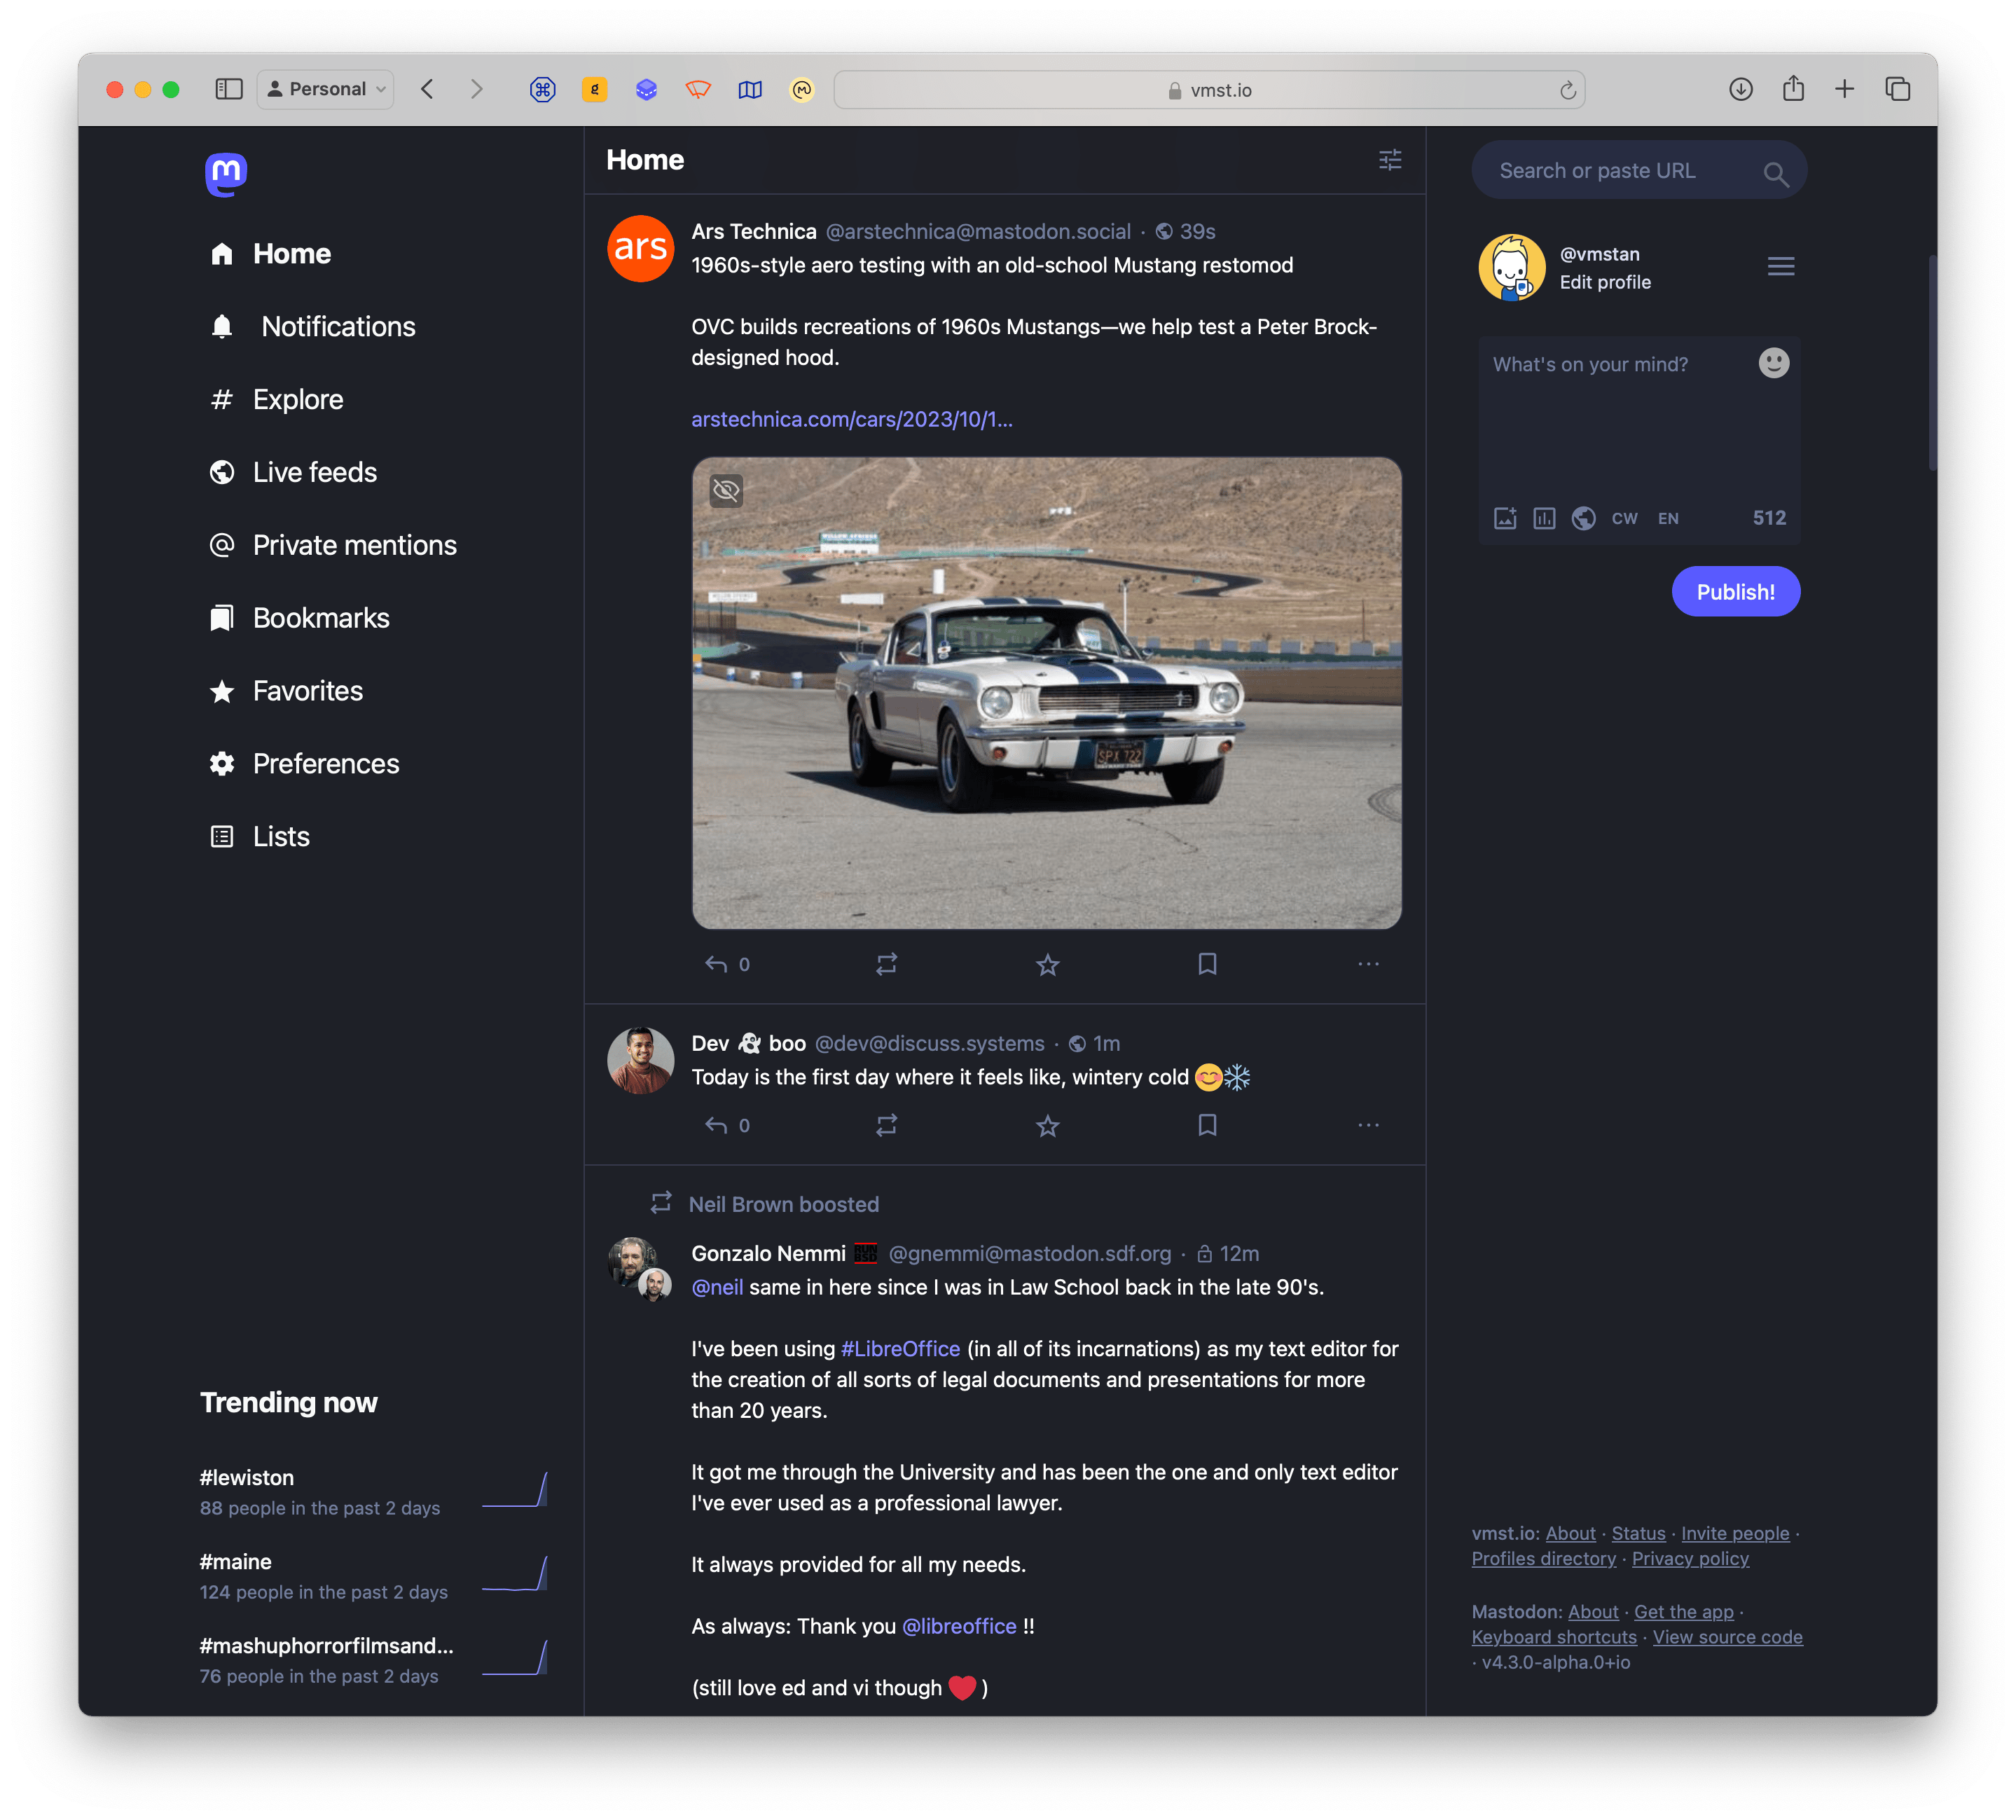 Personal
vmst.io
Home
Notifications
Explore
Live feeds
Private mentions
Bookmarks
Favorites
Preferences
Lists
Trending now
#lewiston
88 people in the past 2 days
#maine
124 people in the past 2 days
#mashuphorrorfilmsand...
76 people in the past 2 days
Home
ars
Ars Technica @arstechnica@mastodon.social · 39s
1960s-style aero testing with an old-school Mustang restomod
OVC builds recreations of 1960s Mustangs—we help test a Peter Brock-
designed hood.
arstechnica.com/cars/2023/10/1...
SPX 722
0
Dev 👻 boo @dev@discuss.systems · 1m
Today is the first day where it feels like, wintery cold 😊❄️
0
Neil Brown boosted
Gonzalo Nemmi RUN BSD @gnemmi@mastodon.sdf.org · 12m
@neil same in here since I was in Law School back in the late 90's.
I've been using #LibreOffice (in all of its incarnations) as my text editor for
the creation of all sorts of legal documents and presentations for more
than 20 years.
It got me through the University and has been the one and only text editor
I've ever used as a professional lawyer.
It always provided for all my needs.
As always: Thank you @libreoffice !!
(still love ed and vi though ❤️ )
Search or paste URL
@vmstan
Edit profile
What's on your mind?
CW EN 512
Publish!
vmst.io: About · Status · Invite people ·
Profiles directory · Privacy policy
Mastodon: About · Get the app ·
Keyboard shortcuts · View source code
· v4.3.0-alpha.0+io